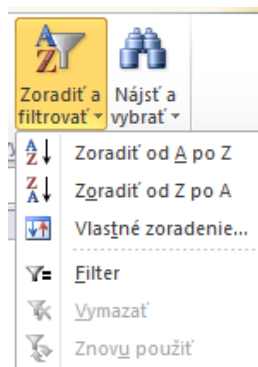 Zoradiť a
filtrovať
Nájsť a
vybrať
Zoradiť od A po Z
Zoradiť od Z po A
Vlastné zoradenie...
Filter
Vymazať
Znovu použiť